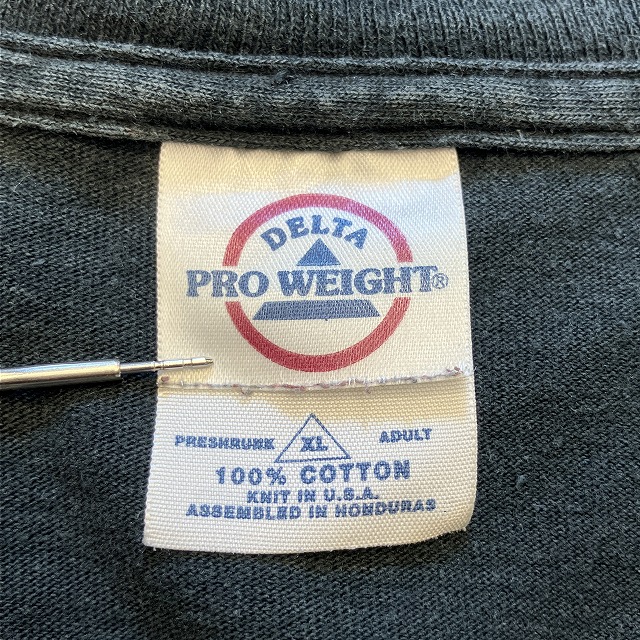 DELTA
PRO WEIGHT®
PRESHRUNK XL ADULT
100% COTTON
KNIT IN U.S.A.
ASSEMBLED IN HONDURAS